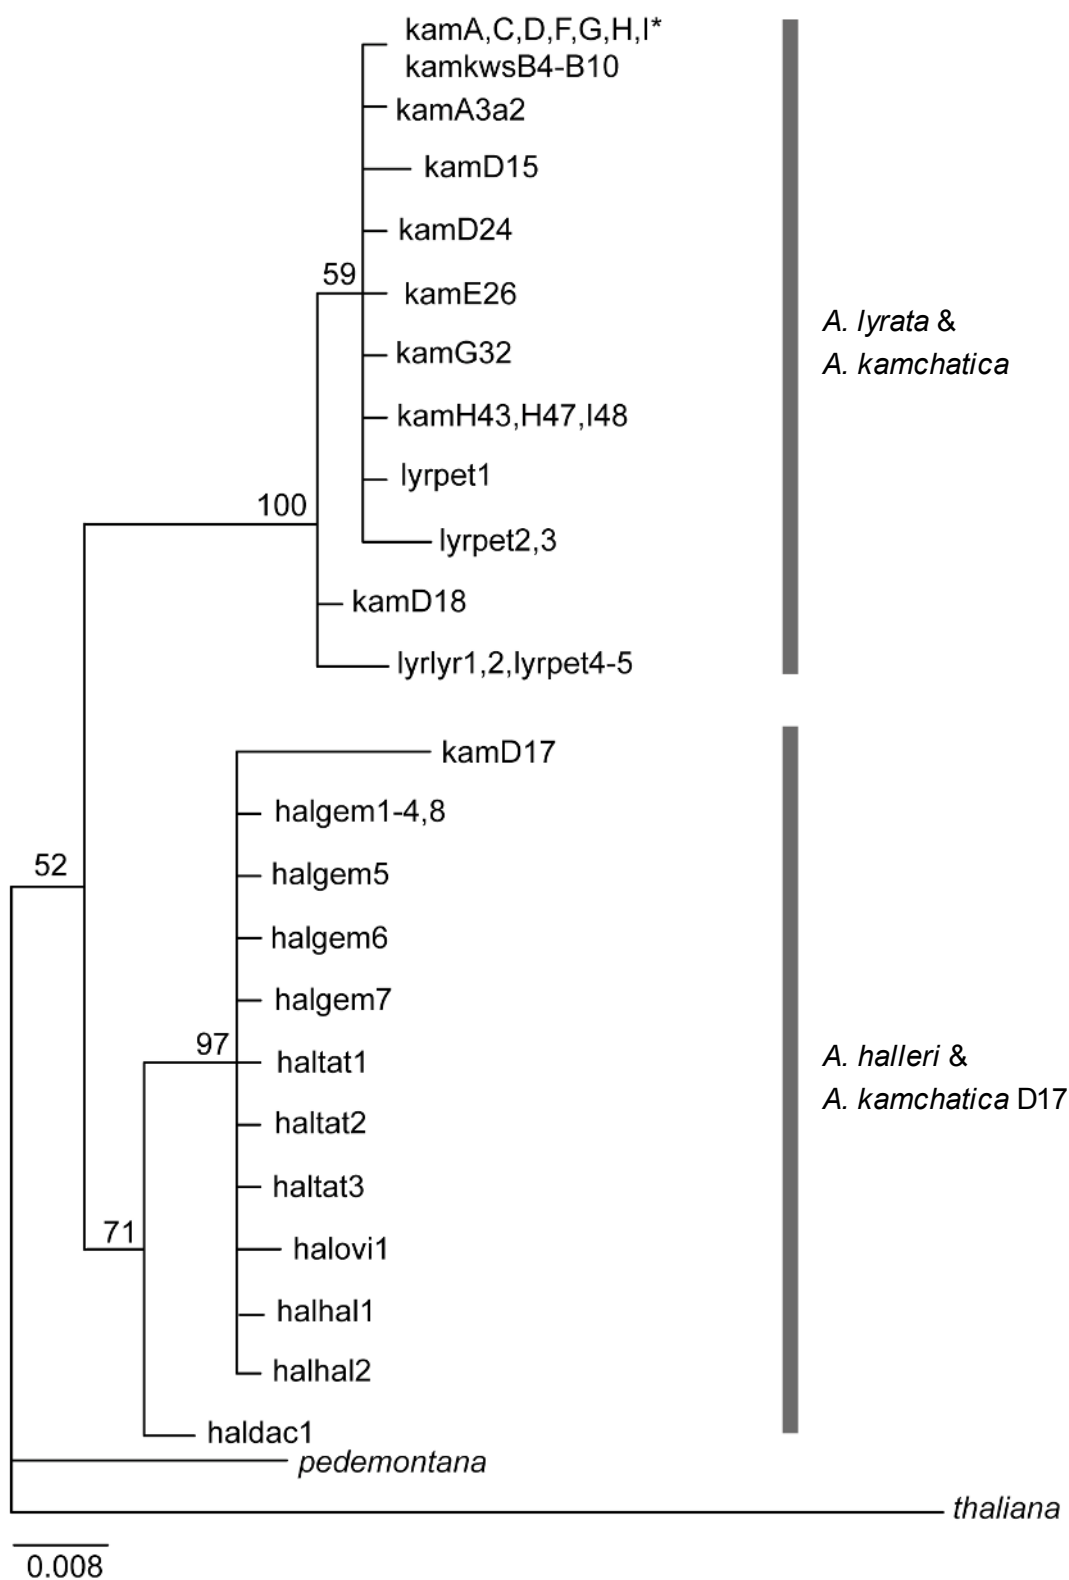 kamA,C,D,F,G,H,I*
kamkwsB4-B10
kamA3a2
kamD15
kamD24
59
kamE26
A. lyrata &
A. kamchatica
kamG32
kamH43,H47,I48
lyrpet1
100
lyrpet2,3
kamD18
lyrlyr1,2,lyrpet4-5
kamD17
halgem1-4,8
52
halgem5
halgem6
halgem7
97
haltat1
A. halleri &
A. kamchatica D17
haltat2
haltat3
71
halovi1
halhal1
halhal2
haldac1
pedemontana
thaliana
0.008